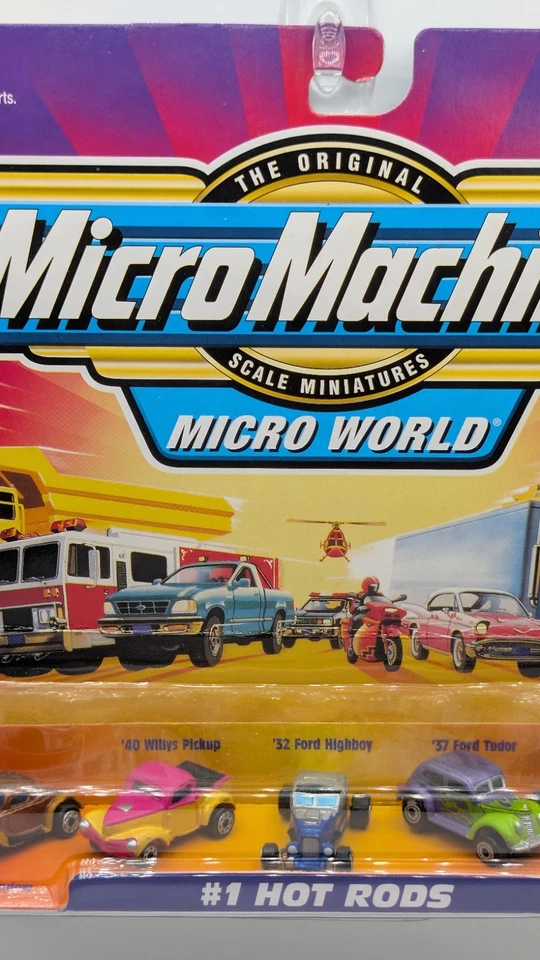 rts.
THE ORIGINAL
Micro Machi
SCALE MINIATURES
MICRO WORLD®
'40 Willys Pickup
'32 Ford Highboy
'37 Ford Tudor
#1 HOT RODS